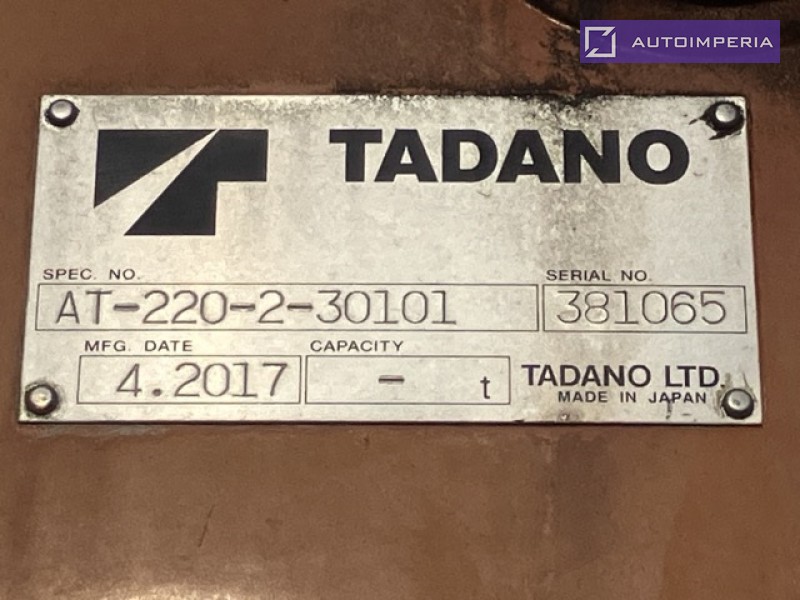 AUTOIMPERIA
TADANO
SPEC. NO. SERIAL NO.
AT-220-2-30101 381065
MFG. DATE CAPACITY
4.2017 - t TADANO LTD.
MADE IN JAPAN